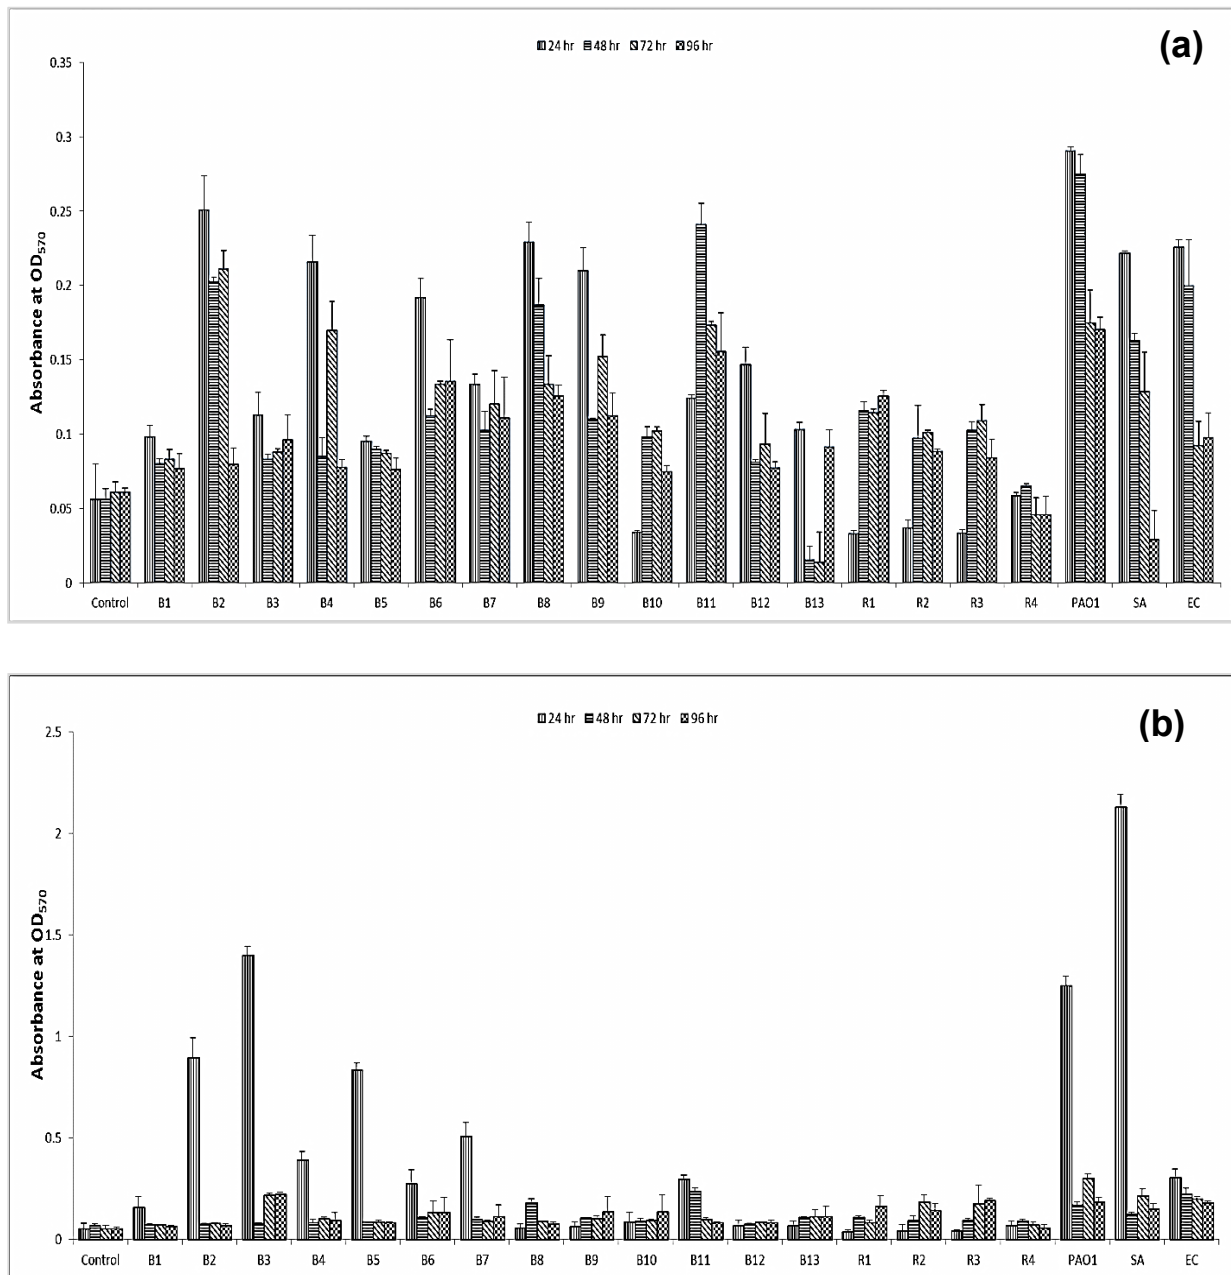 (a)
24 hr 48 hr 72 hr 96 hr
Absorbance at OD570
0.35
0.3
0.25
0.2
0.15
0.1
0.05
0
Control B1 B2 B3 B4 B5 B6 B7 B8 B9 B10 B11 B12 B13 R1 R2 R3 R4 PAO1 SA EC
(b)
24 hr 48 hr 72 hr 96 hr
Absorbance at OD570
2.5
2
1.5
1
0.5
0
Control B1 B2 B3 B4 B5 B6 B7 B8 B9 B10 B11 B12 B13 R1 R2 R3 R4 PAO1 SA EC